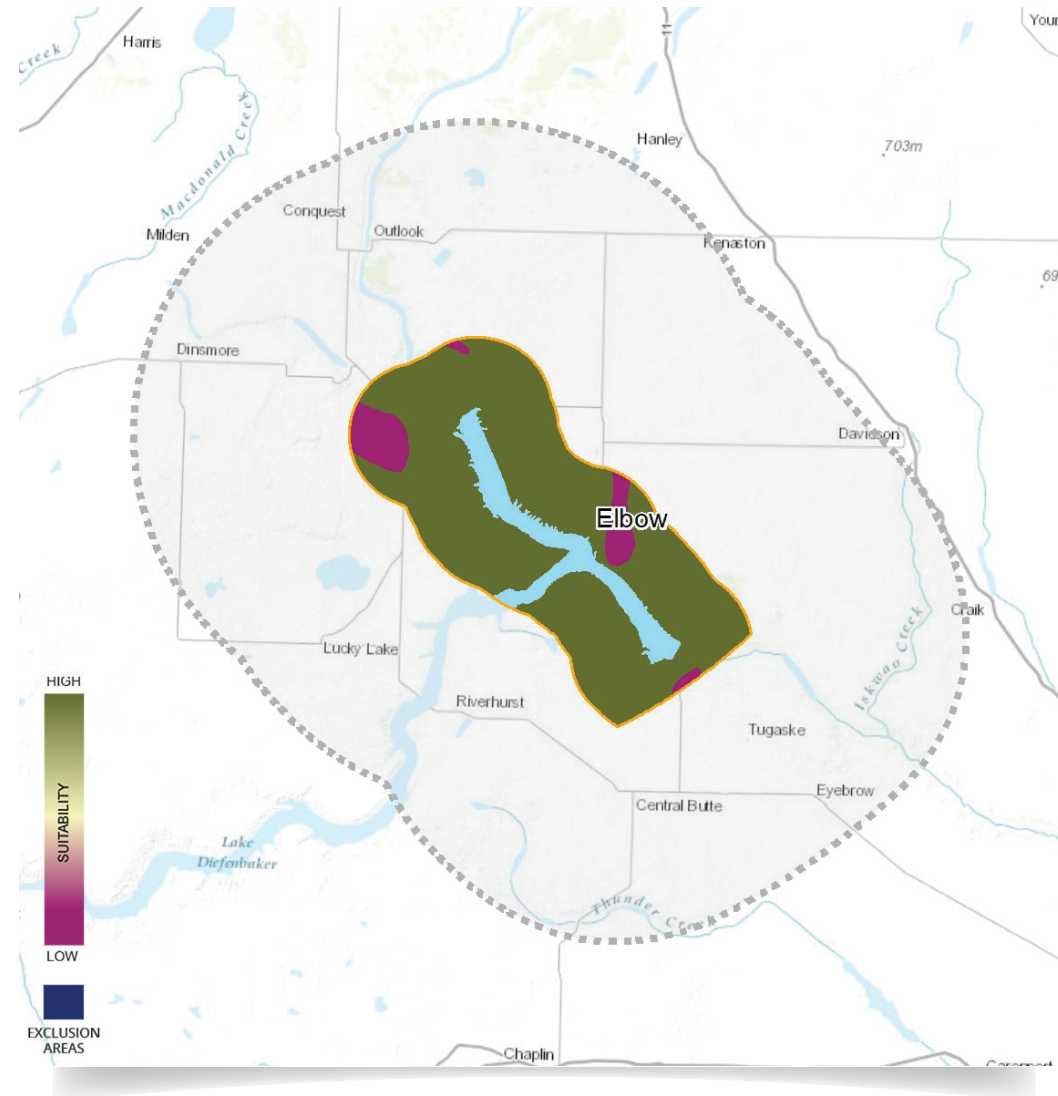 Harris
Your
Creek
11
Hanley
703m
Macdonald Creek
Conquest
Milden
Outlook
Kenaston
69
Dinsmore
Davidson
Elbow
Craik
Iskwao Creek
Lucky Lake
HIGH
Riverhurst
Tugaske
SUITABILITY
Eyebrow
Central Butte
Lake
Diefenbaker
Thunder Creek
LOW
EXCLUSION
AREAS
Chaplin